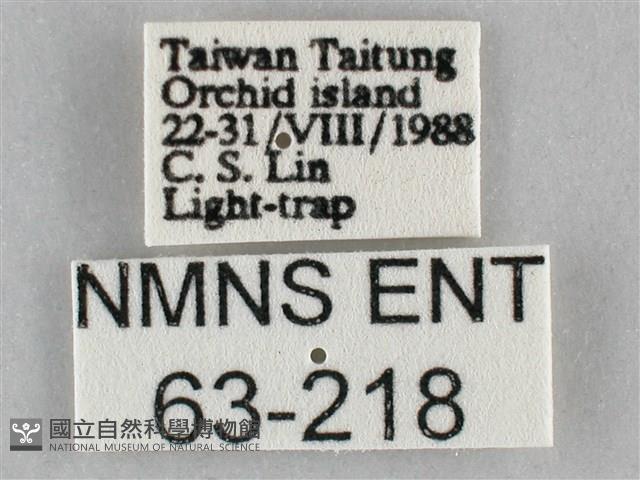 Taiwan Taitung
Orchid island
22-31/VIII/1988
C. S. Lin
Light-trap
NMNS ENT
63-218
國立自然科學博物館
NATIONAL MUSEUM OF NATURAL SCIENCE